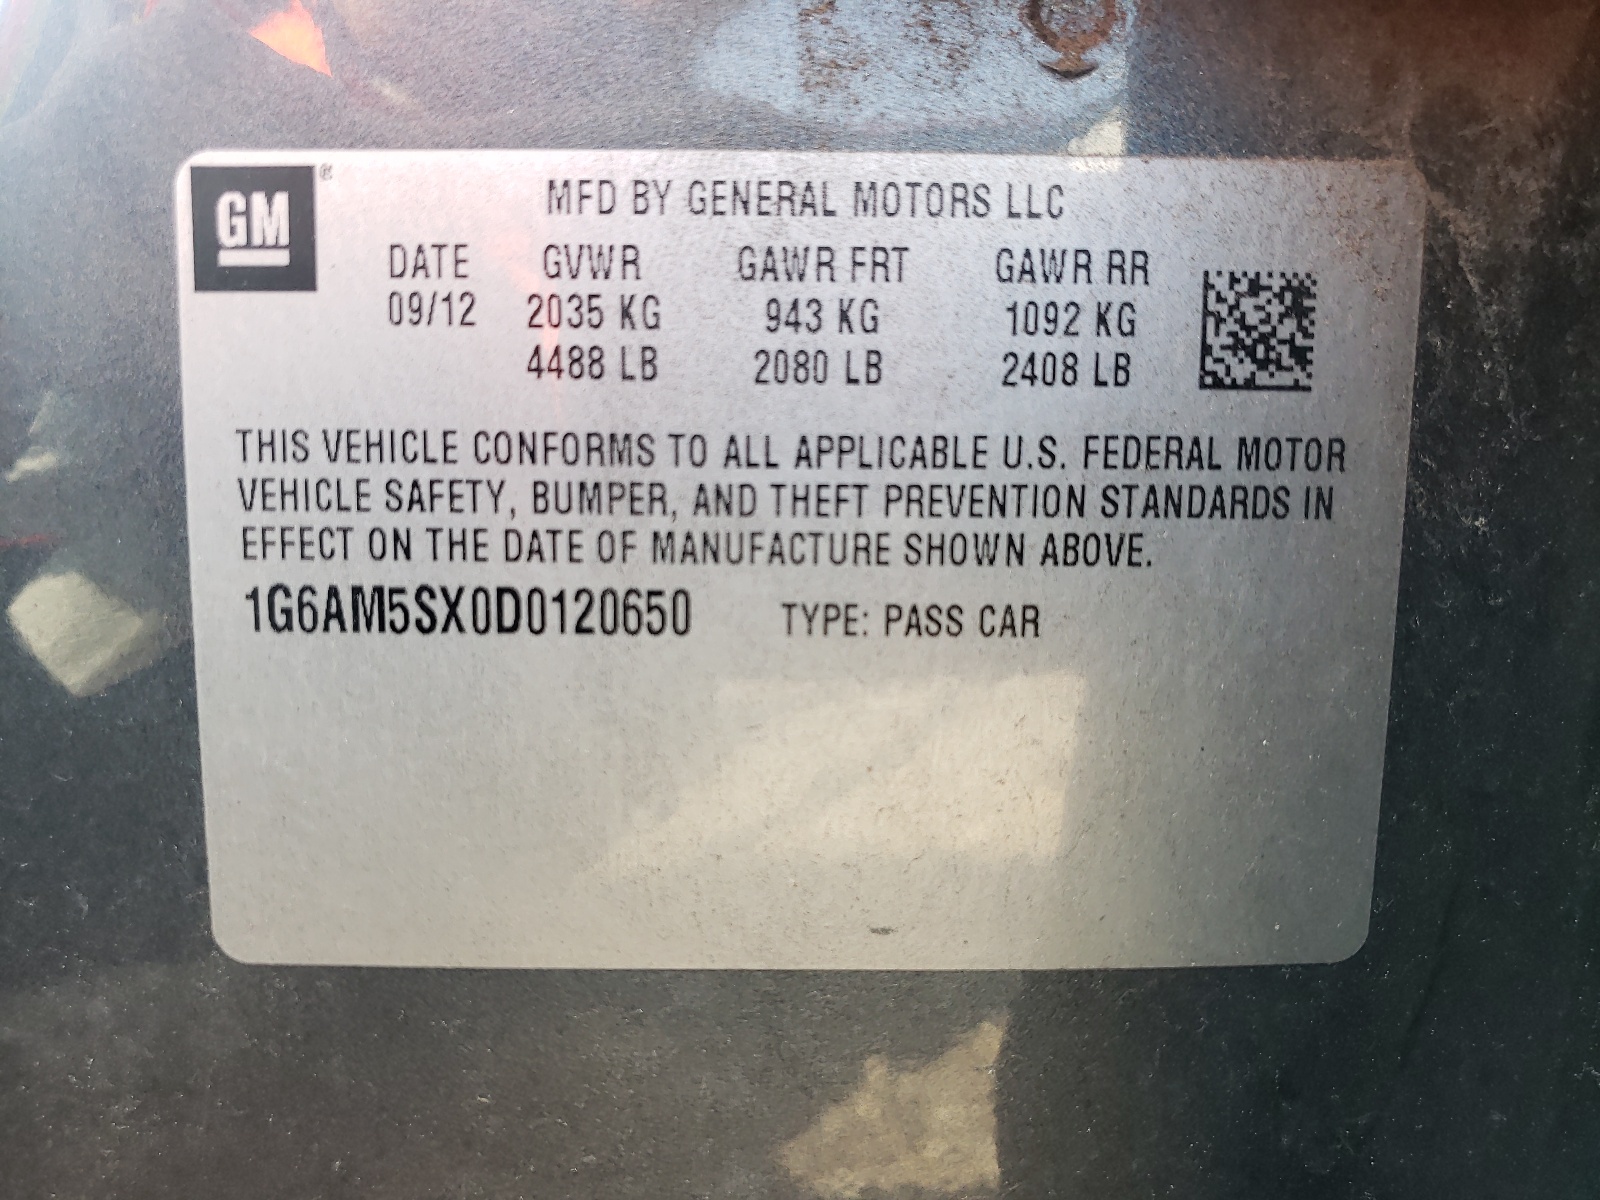 GM®
MFD BY GENERAL MOTORS LLC
DATE GVWR GAWR FRT GAWR RR
09/12 2035 KG 943 KG 1092 KG
4488 LB 2080 LB 2408 LB
THIS VEHICLE CONFORMS TO ALL APPLICABLE U.S. FEDERAL MOTOR
VEHICLE SAFETY, BUMPER, AND THEFT PREVENTION STANDARDS IN
EFFECT ON THE DATE OF MANUFACTURE SHOWN ABOVE.
1G6AM5SX0D0120650 TYPE: PASS CAR